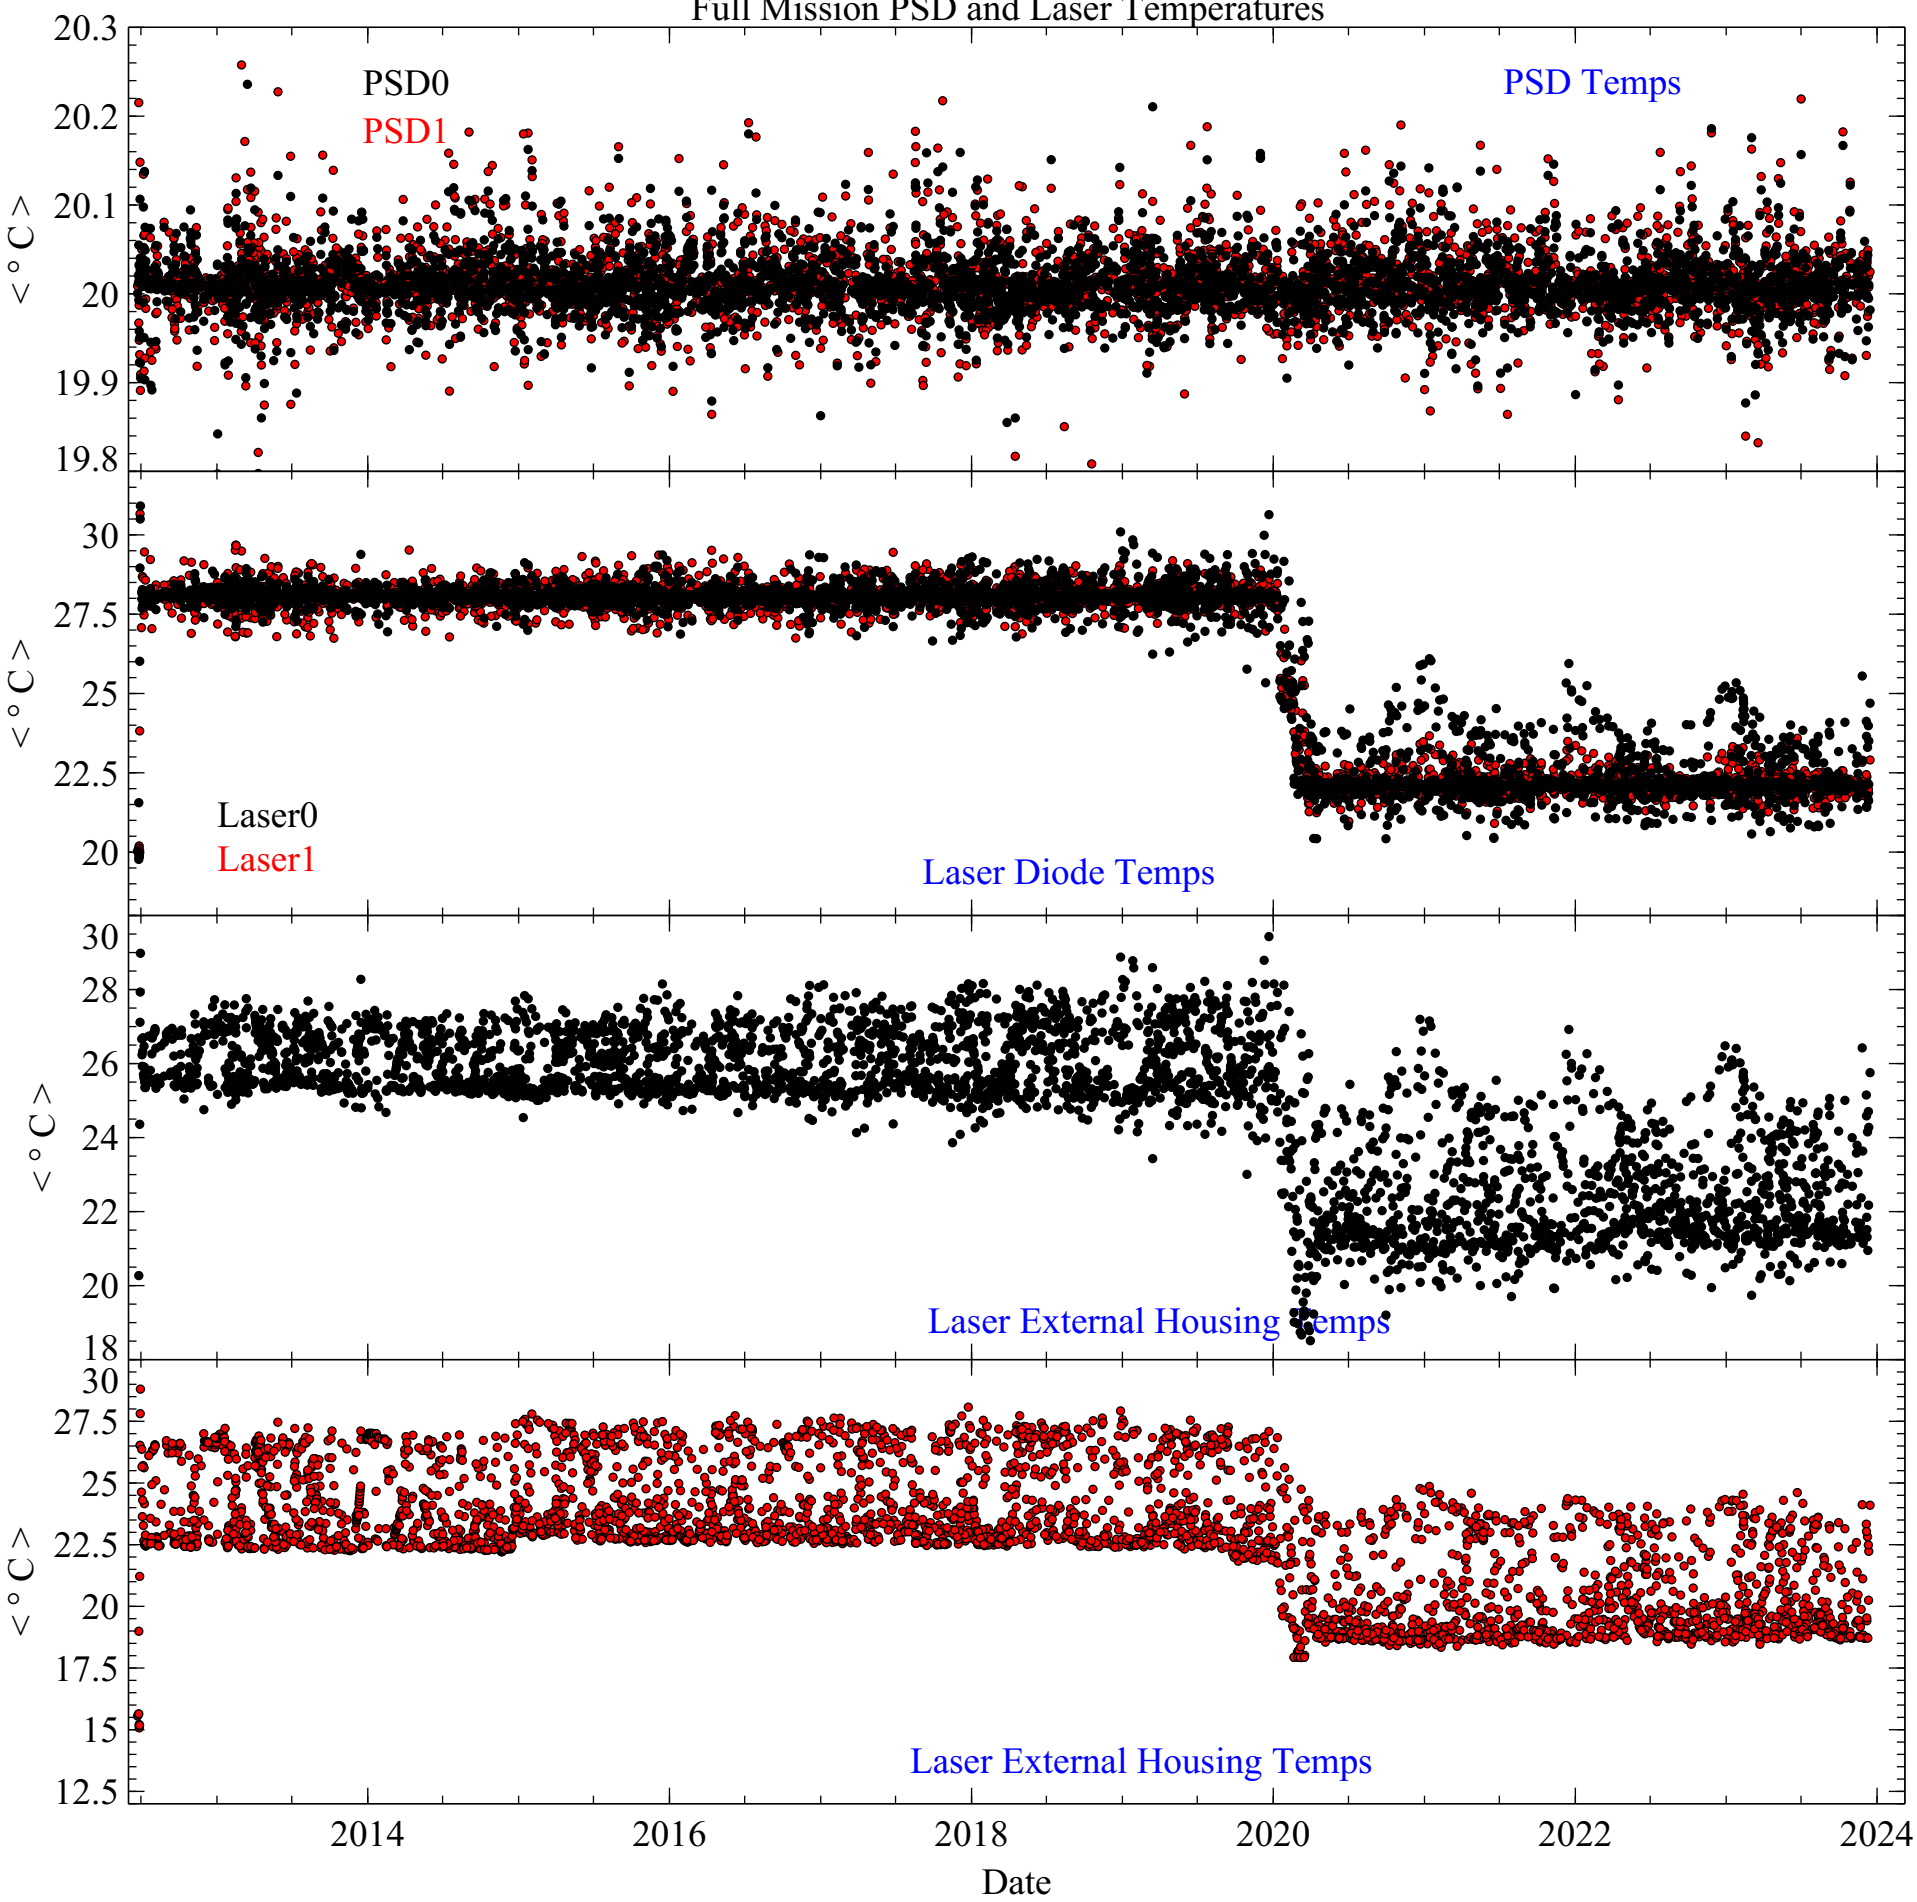 Full Mission PSD and Laser Temperatures
20.3
PSD0
PSD Temps
20.2
PSD1
20.1
< ° C >
20
19.9
19.8
30
27.5
< ° C >
25
22.5
Laser0
20
Laser1
Laser Diode Temps
30
28
26
< ° C >
24
22
20
Laser External Housing Temps
18
30
27.5
25
22.5
< ° C >
20
17.5
15
Laser External Housing Temps
12.5
2014 2016 2018 2020 2022 2024
Date